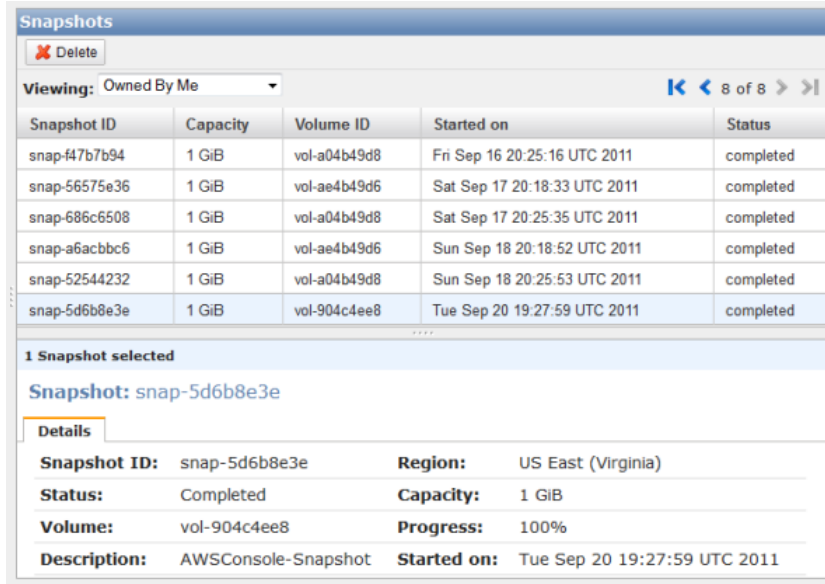 Snapshots
Delete
Viewing: Owned By Me 8 of 8
Snapshot ID Capacity Volume ID Started on Status
snap-f47b7b94 1 GiB vol-a04b49d8 Fri Sep 16 20:25:16 UTC 2011 completed
snap-56575e36 1 GiB vol-ae4b49d6 Sat Sep 17 20:18:33 UTC 2011 completed
snap-686c6508 1 GiB vol-a04b49d8 Sat Sep 17 20:25:35 UTC 2011 completed
snap-a6acbbc6 1 GiB vol-ae4b49d6 Sun Sep 18 20:18:52 UTC 2011 completed
snap-52544232 1 GiB vol-a04b49d8 Sun Sep 18 20:25:53 UTC 2011 completed
snap-5d6b8e3e 1 GiB vol-904c4ee8 Tue Sep 20 19:27:59 UTC 2011 completed
1 Snapshot selected
Snapshot: snap-5d6b8e3e
Details
Snapshot ID: snap-5d6b8e3e Region: US East (Virginia)
Status: Completed Capacity: 1 GiB
Volume: vol-904c4ee8 Progress: 100%
Description: AWSConsole-Snapshot Started on: Tue Sep 20 19:27:59 UTC 2011